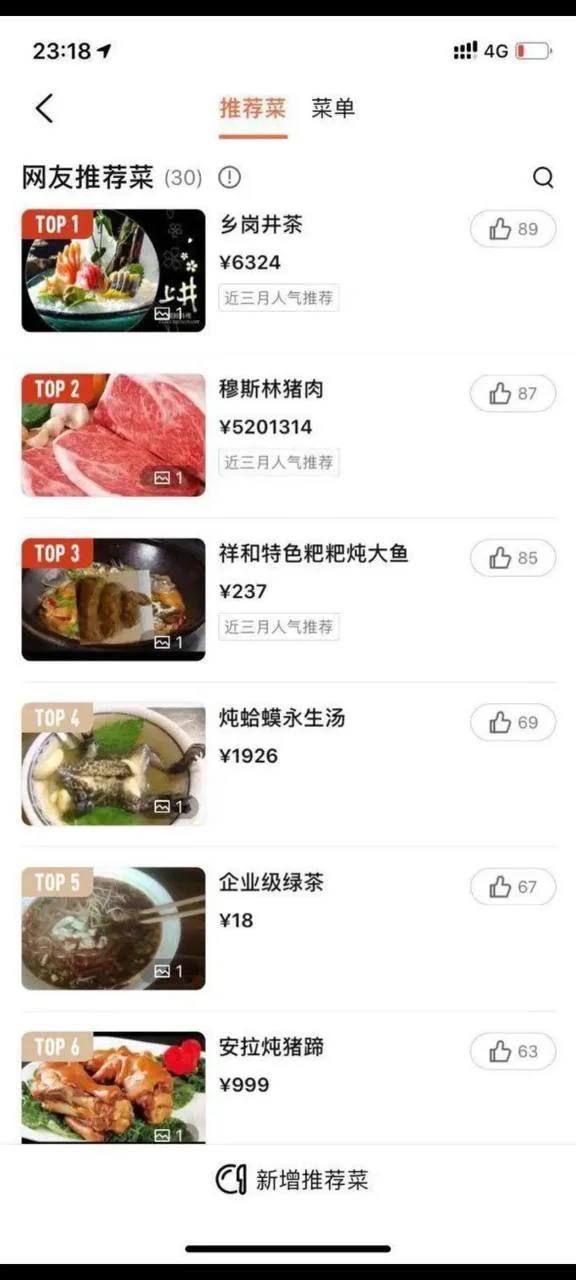 23:18
4G
推荐菜 菜单
网友推荐菜 (30)
TOP 1
上井
1
乡岗井茶
¥6324
近三月人气推荐
89
TOP 2
1
穆斯林猪肉
¥5201314
近三月人气推荐
87
TOP 3
1
祥和特色粑粑炖大鱼
¥237
近三月人气推荐
85
TOP 4
1
炖蛤蟆永生汤
¥1926
69
TOP 5
1
企业级绿茶
¥18
67
TOP 6
1
安拉炖猪蹄
¥999
63
新增推荐菜